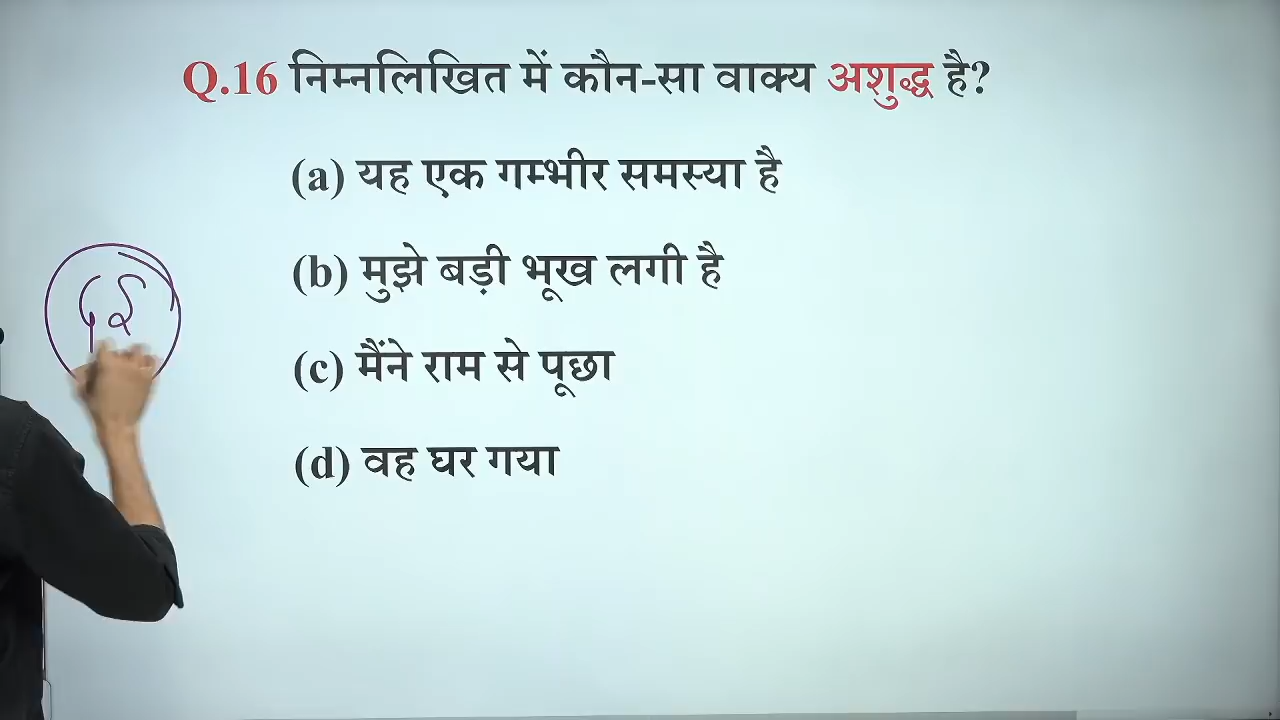 Q.16 निम्नलिखित में कौन-सा वाक्य अशुद्ध है?
(a) यह एक गम्भीर समस्या है
(b) मुझे बड़ी भूख लगी है
(c) मैंने राम से पूछा
(d) वह घर गया